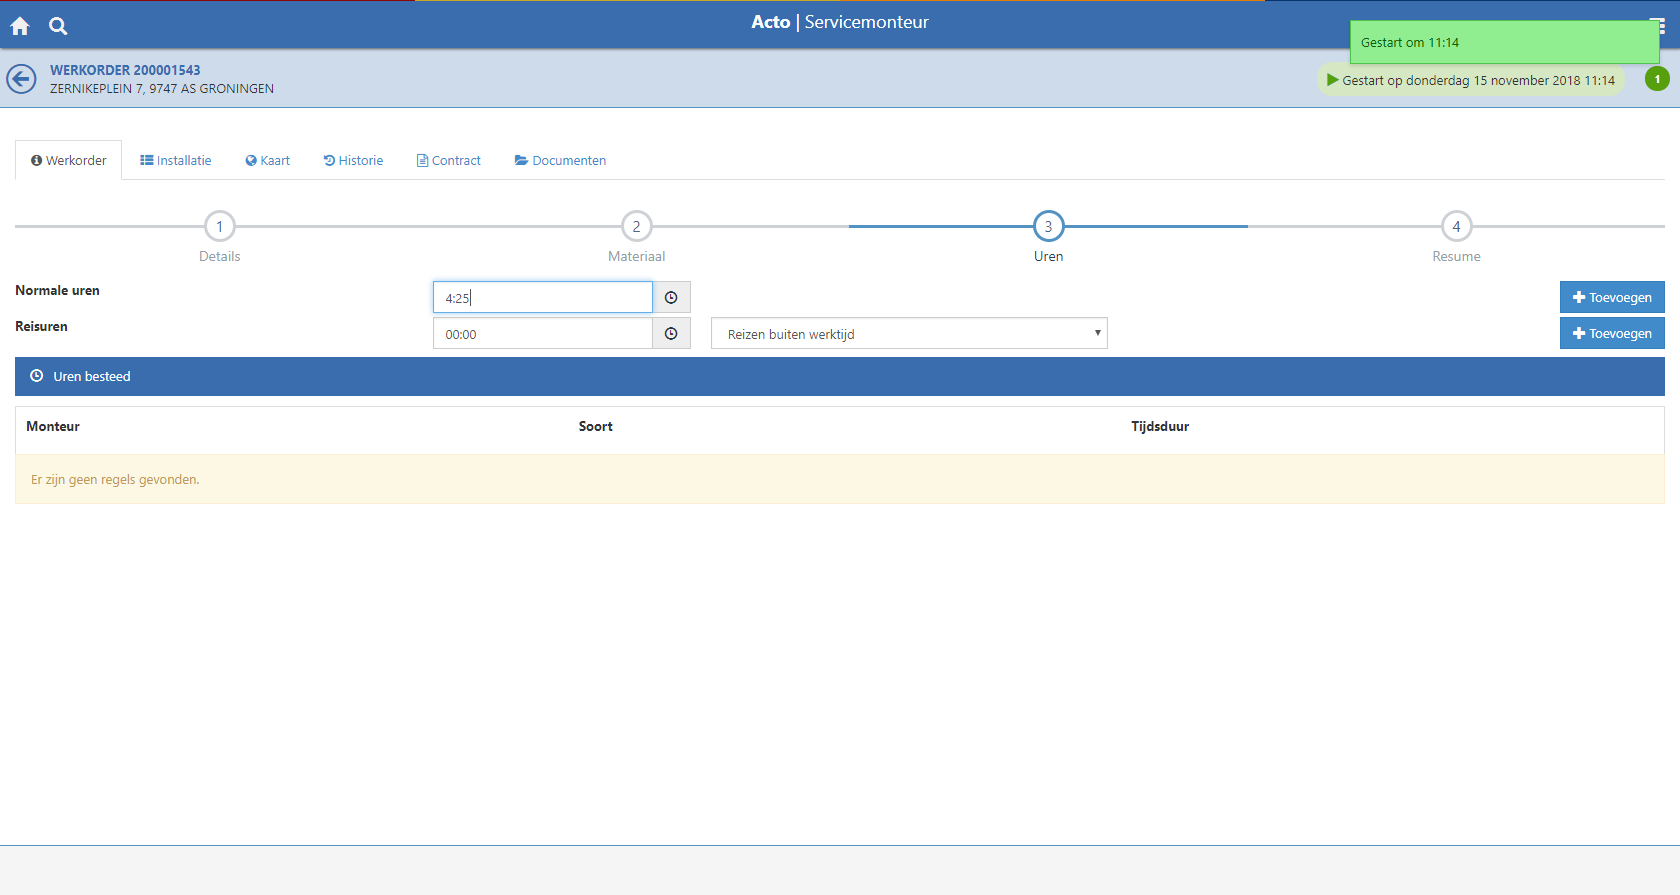 Acto | Servicemonteur
Gestart om 11:14
WERKORDER 200001543
ZERNIKEPLEIN 7, 9747 AS GRONINGEN
Gestart op donderdag 15 november 2018 11:14
1
Werkorder Installatie Kaart Historie Contract Documenten
1 2 3 4
Details Materiaal Uren Resume
Normale uren 4:25 Toevoegen
Reisuren 00:00 Reizen buiten werktijd Toevoegen
Uren besteed
Monteur Soort Tijdsduur
Er zijn geen regels gevonden.